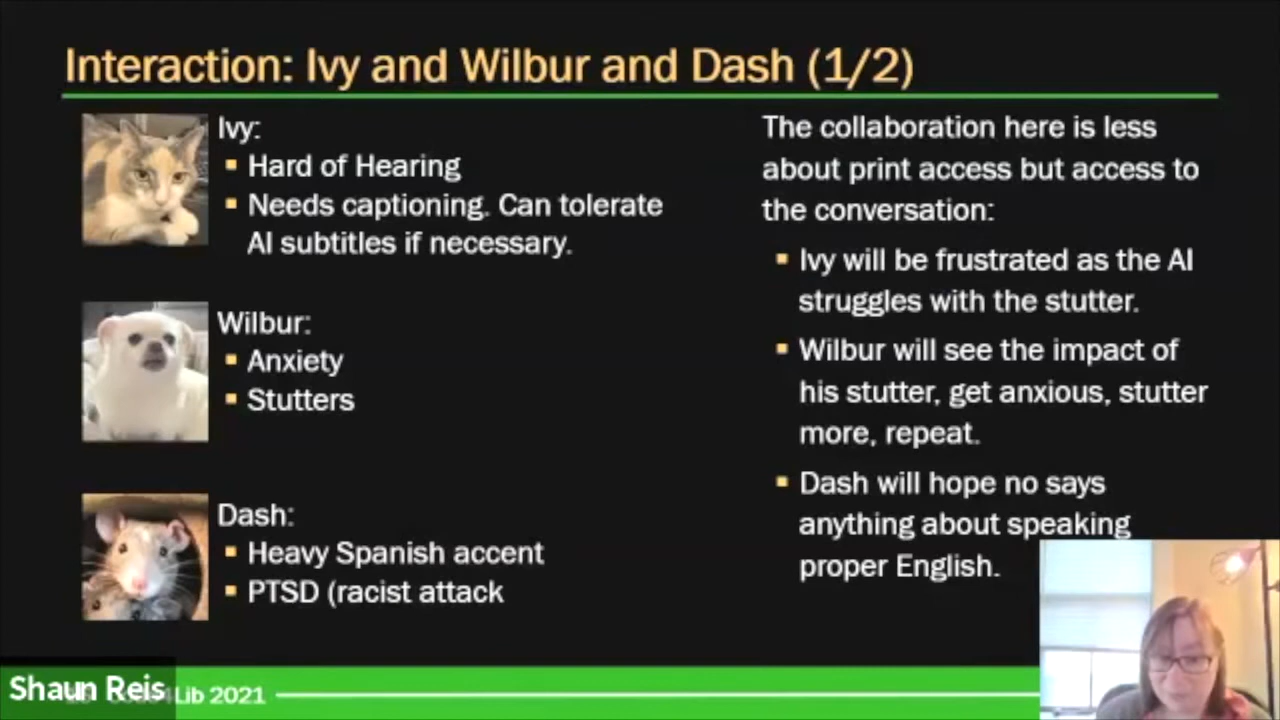 Interaction: Ivy and Wilbur and Dash (1/2)
Ivy:
▪ Hard of Hearing
▪ Needs captioning. Can tolerate
AI subtitles if necessary.
Wilbur:
▪ Anxiety
▪ Stutters
Dash:
▪ Heavy Spanish accent
▪ PTSD (racist attack
The collaboration here is less
about print access but access to
the conversation:
▪ Ivy will be frustrated as the AI
struggles with the stutter.
▪ Wilbur will see the impact of
his stutter, get anxious, stutter
more, repeat.
▪ Dash will hope no says
anything about speaking
proper English.
Shaun Reis
4Lib 2021